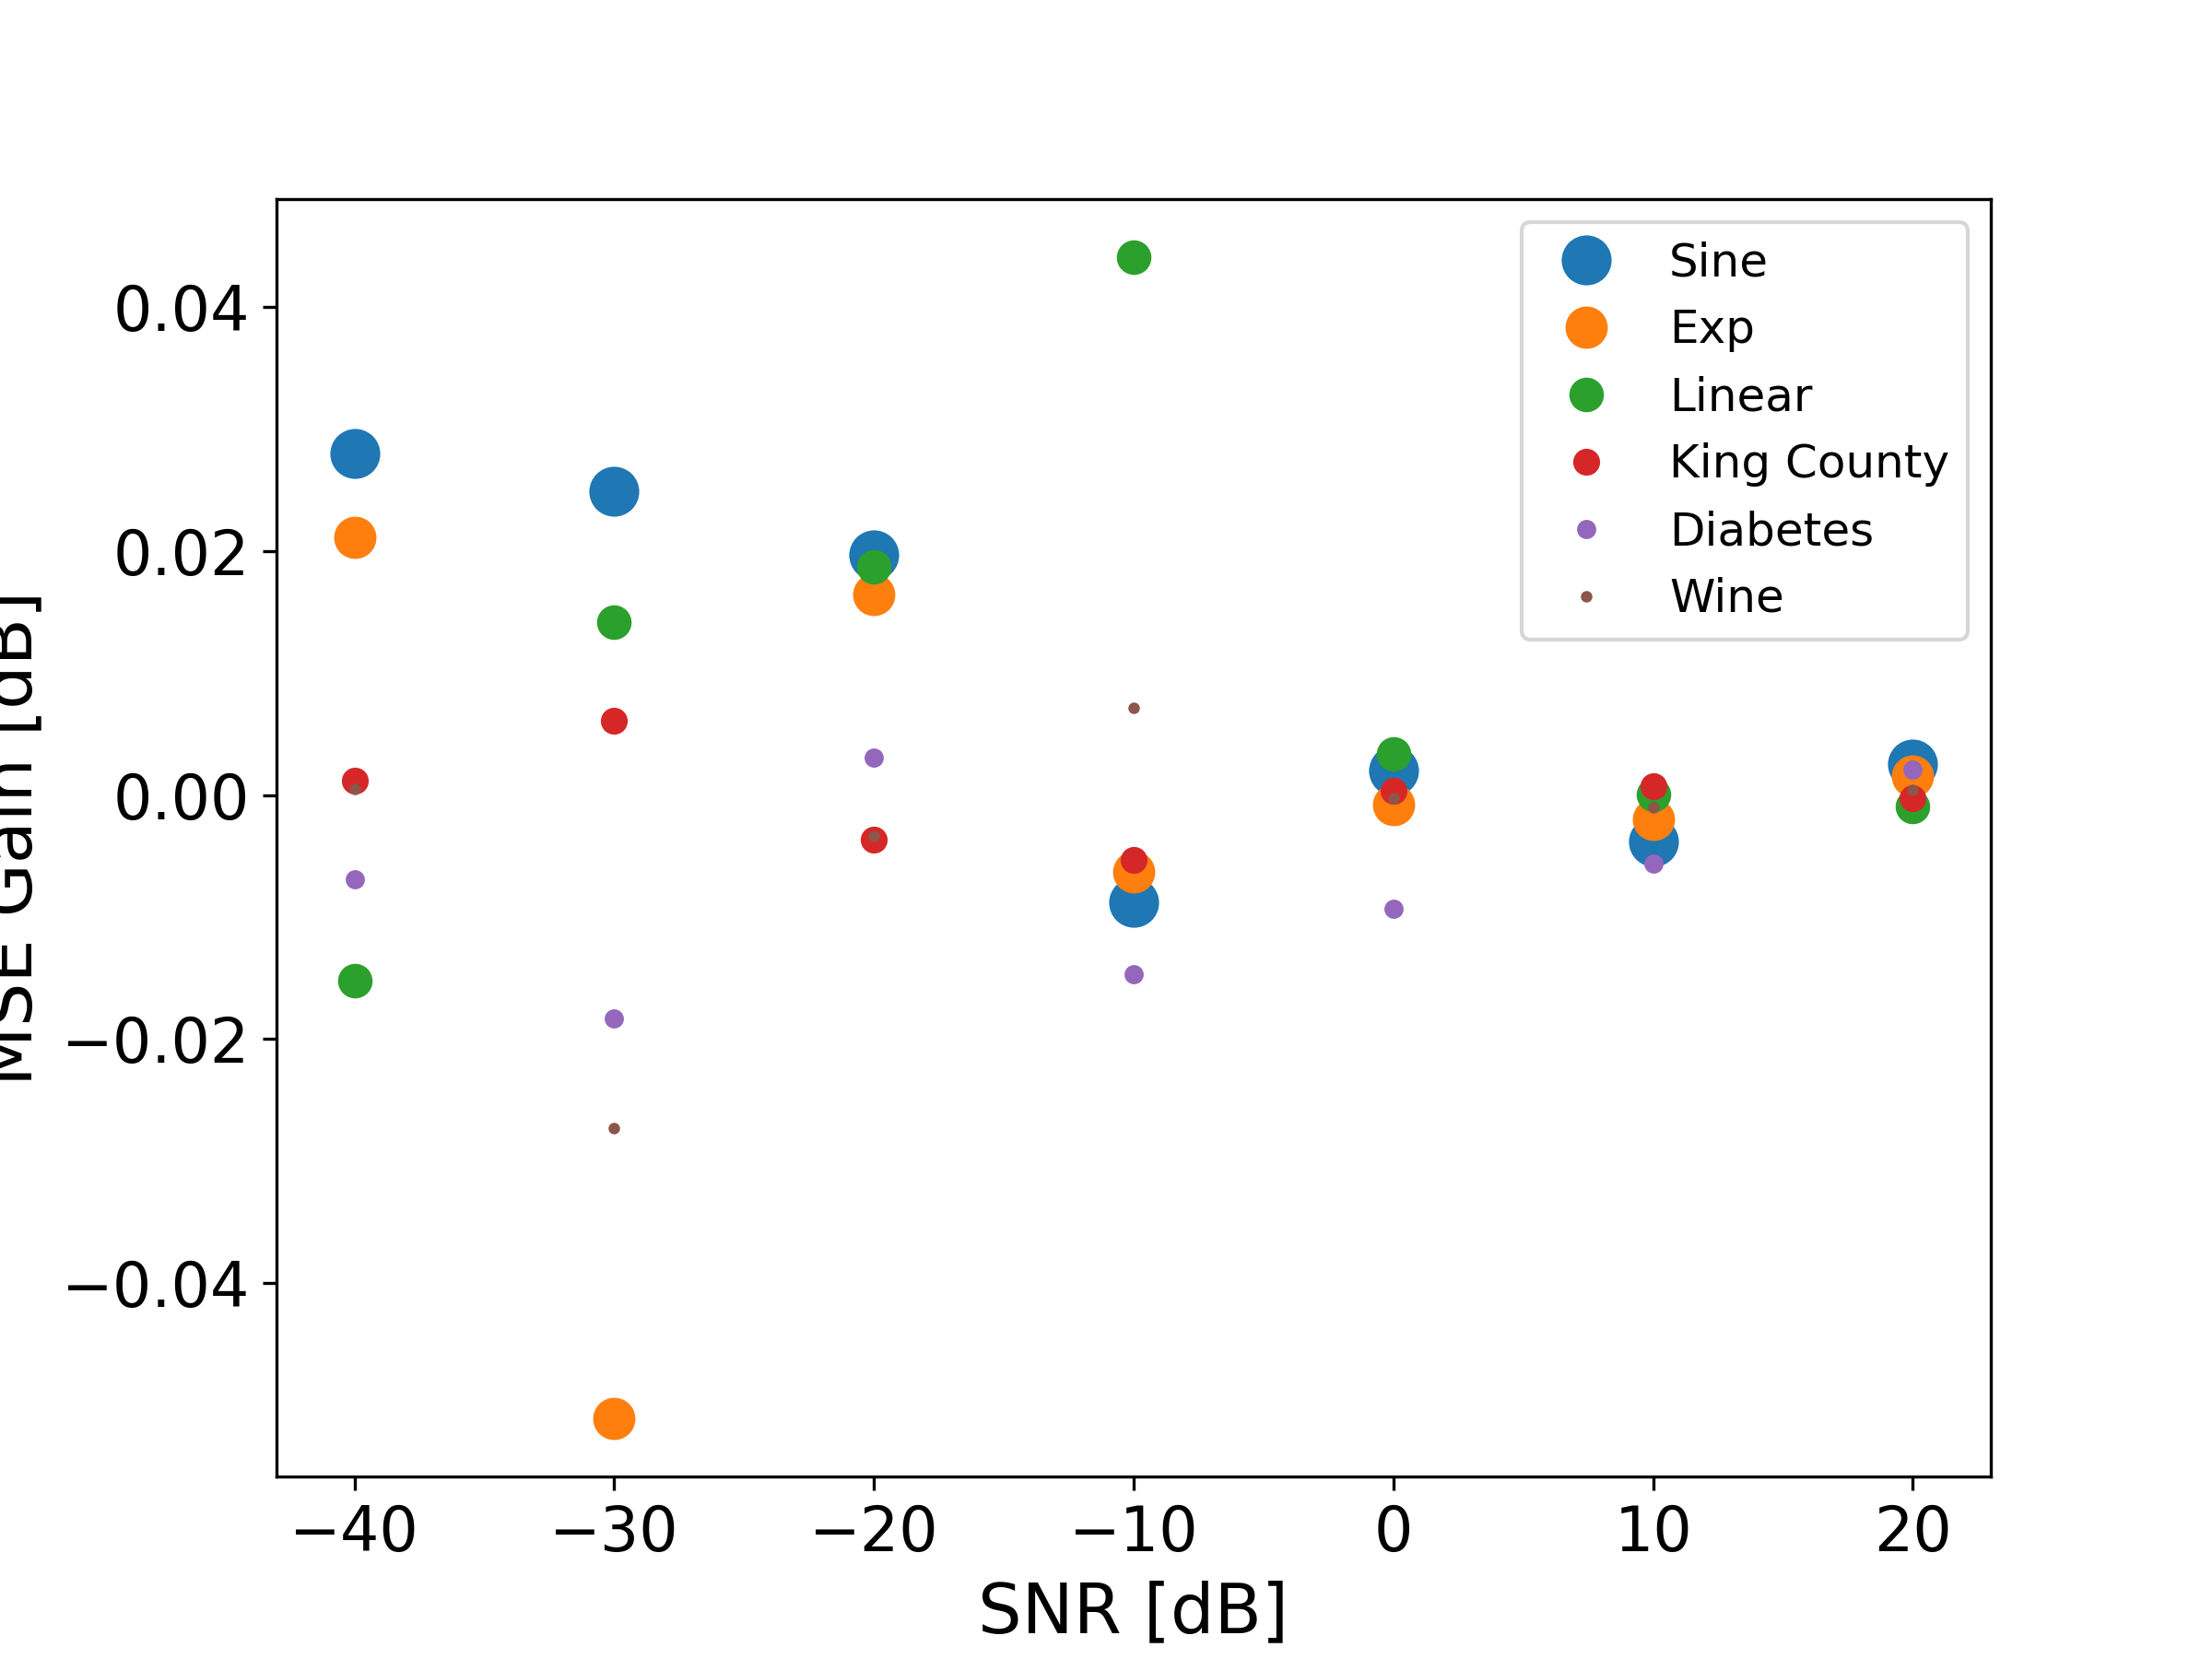 MSE Gain [dB]
0.04
0.02
0.00
−0.02
−0.04
Sine
Exp
Linear
King County
Diabetes
Wine
−40 −30 −20 −10 0 10 20
SNR [dB]